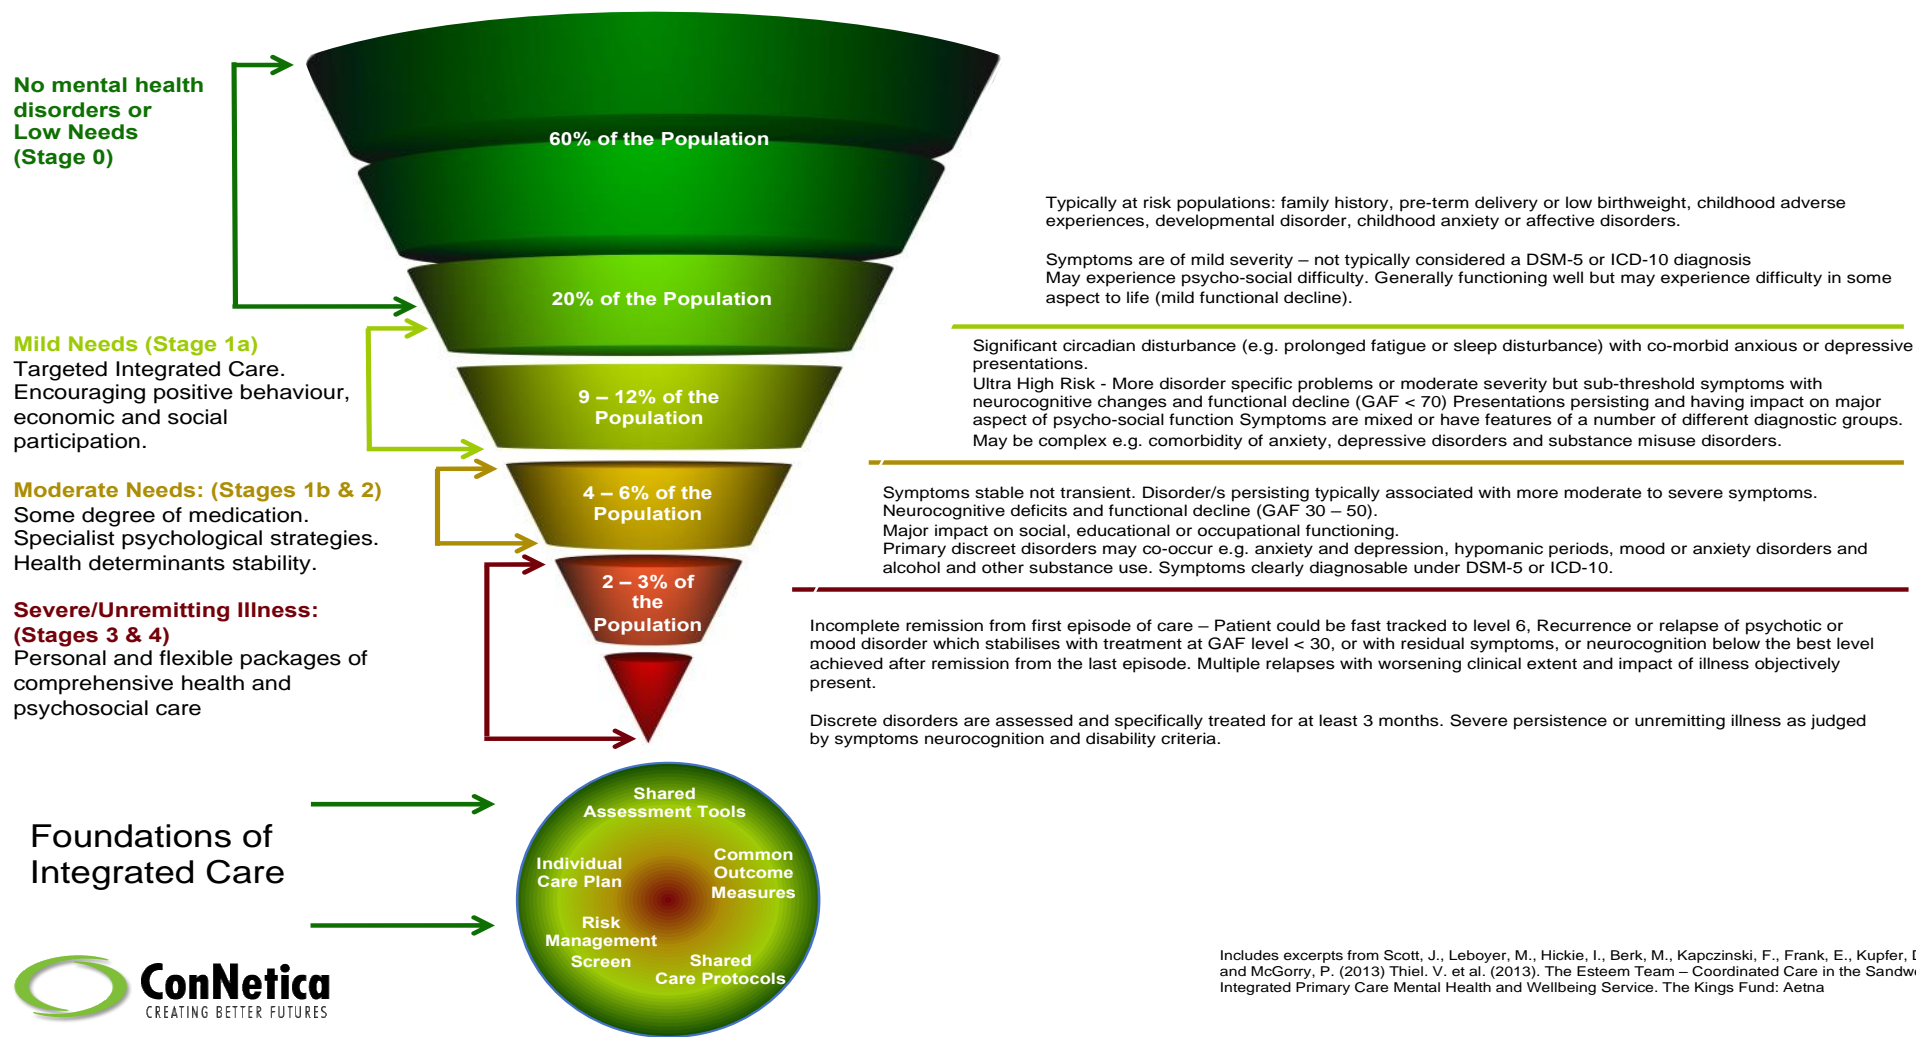 No mental health
disorders or
Low Needs
(Stage 0)
60% of the Population
20% of the Population
9 – 12% of the
Population
4 – 6% of the
Population
2 – 3% of
the
Population
Mild Needs (Stage 1a)
Targeted Integrated Care.
Encouraging positive behaviour,
economic and social
participation.
Moderate Needs: (Stages 1b & 2)
Some degree of medication.
Specialist psychological strategies.
Health determinants stability.
Severe/Unremitting Illness:
(Stages 3 & 4)
Personal and flexible packages of
comprehensive health and
psychosocial care
Typically at risk populations: family history, pre-term delivery or low birthweight, childhood adverse
experiences, developmental disorder, childhood anxiety or affective disorders.
Symptoms are of mild severity – not typically considered a DSM-5 or ICD-10 diagnosis
May experience psycho-social difficulty. Generally functioning well but may experience difficulty in some
aspect to life (mild functional decline).
Significant circadian disturbance (e.g. prolonged fatigue or sleep disturbance) with co-morbid anxious or depressive
presentations.
Ultra High Risk - More disorder specific problems or moderate severity but sub-threshold symptoms with
neurocognitive changes and functional decline (GAF < 70) Presentations persisting and having impact on major
aspect of psycho-social function Symptoms are mixed or have features of a number of different diagnostic groups.
May be complex e.g. comorbidity of anxiety, depressive disorders and substance misuse disorders.
Symptoms stable not transient. Disorder/s persisting typically associated with more moderate to severe symptoms.
Neurocognitive deficits and functional decline (GAF 30 – 50).
Major impact on social, educational or occupational functioning.
Primary discreet disorders may co-occur e.g. anxiety and depression, hypomanic periods, mood or anxiety disorders and
alcohol and other substance use. Symptoms clearly diagnosable under DSM-5 or ICD-10.
Incomplete remission from first episode of care – Patient could be fast tracked to level 6, Recurrence or relapse of psychotic or
mood disorder which stabilises with treatment at GAF level < 30, or with residual symptoms, or neurocognition below the best level
achieved after remission from the last episode. Multiple relapses with worsening clinical extent and impact of illness objectively
present.
Discrete disorders are assessed and specifically treated for at least 3 months. Severe persistence or unremitting illness as judged
by symptoms neurocognition and disability criteria.
Foundations of
Integrated Care
Shared
Assessment Tools
Individual
Care Plan
Common
Outcome
Measures
Risk
Management
Screen
Shared
Care Protocols
ConNetica
CREATING BETTER FUTURES
Includes excerpts from Scott, J., Leboyer, M., Hickie, I., Berk, M., Kapczinski, F., Frank, E., Kupfer,
and McGorry, P. (2013) Thiel. V. et al. (2013). The Esteem Team – Coordinated Care in the
Integrated Primary Care Mental Health and Wellbeing Service. The Kings Fund: Aetna